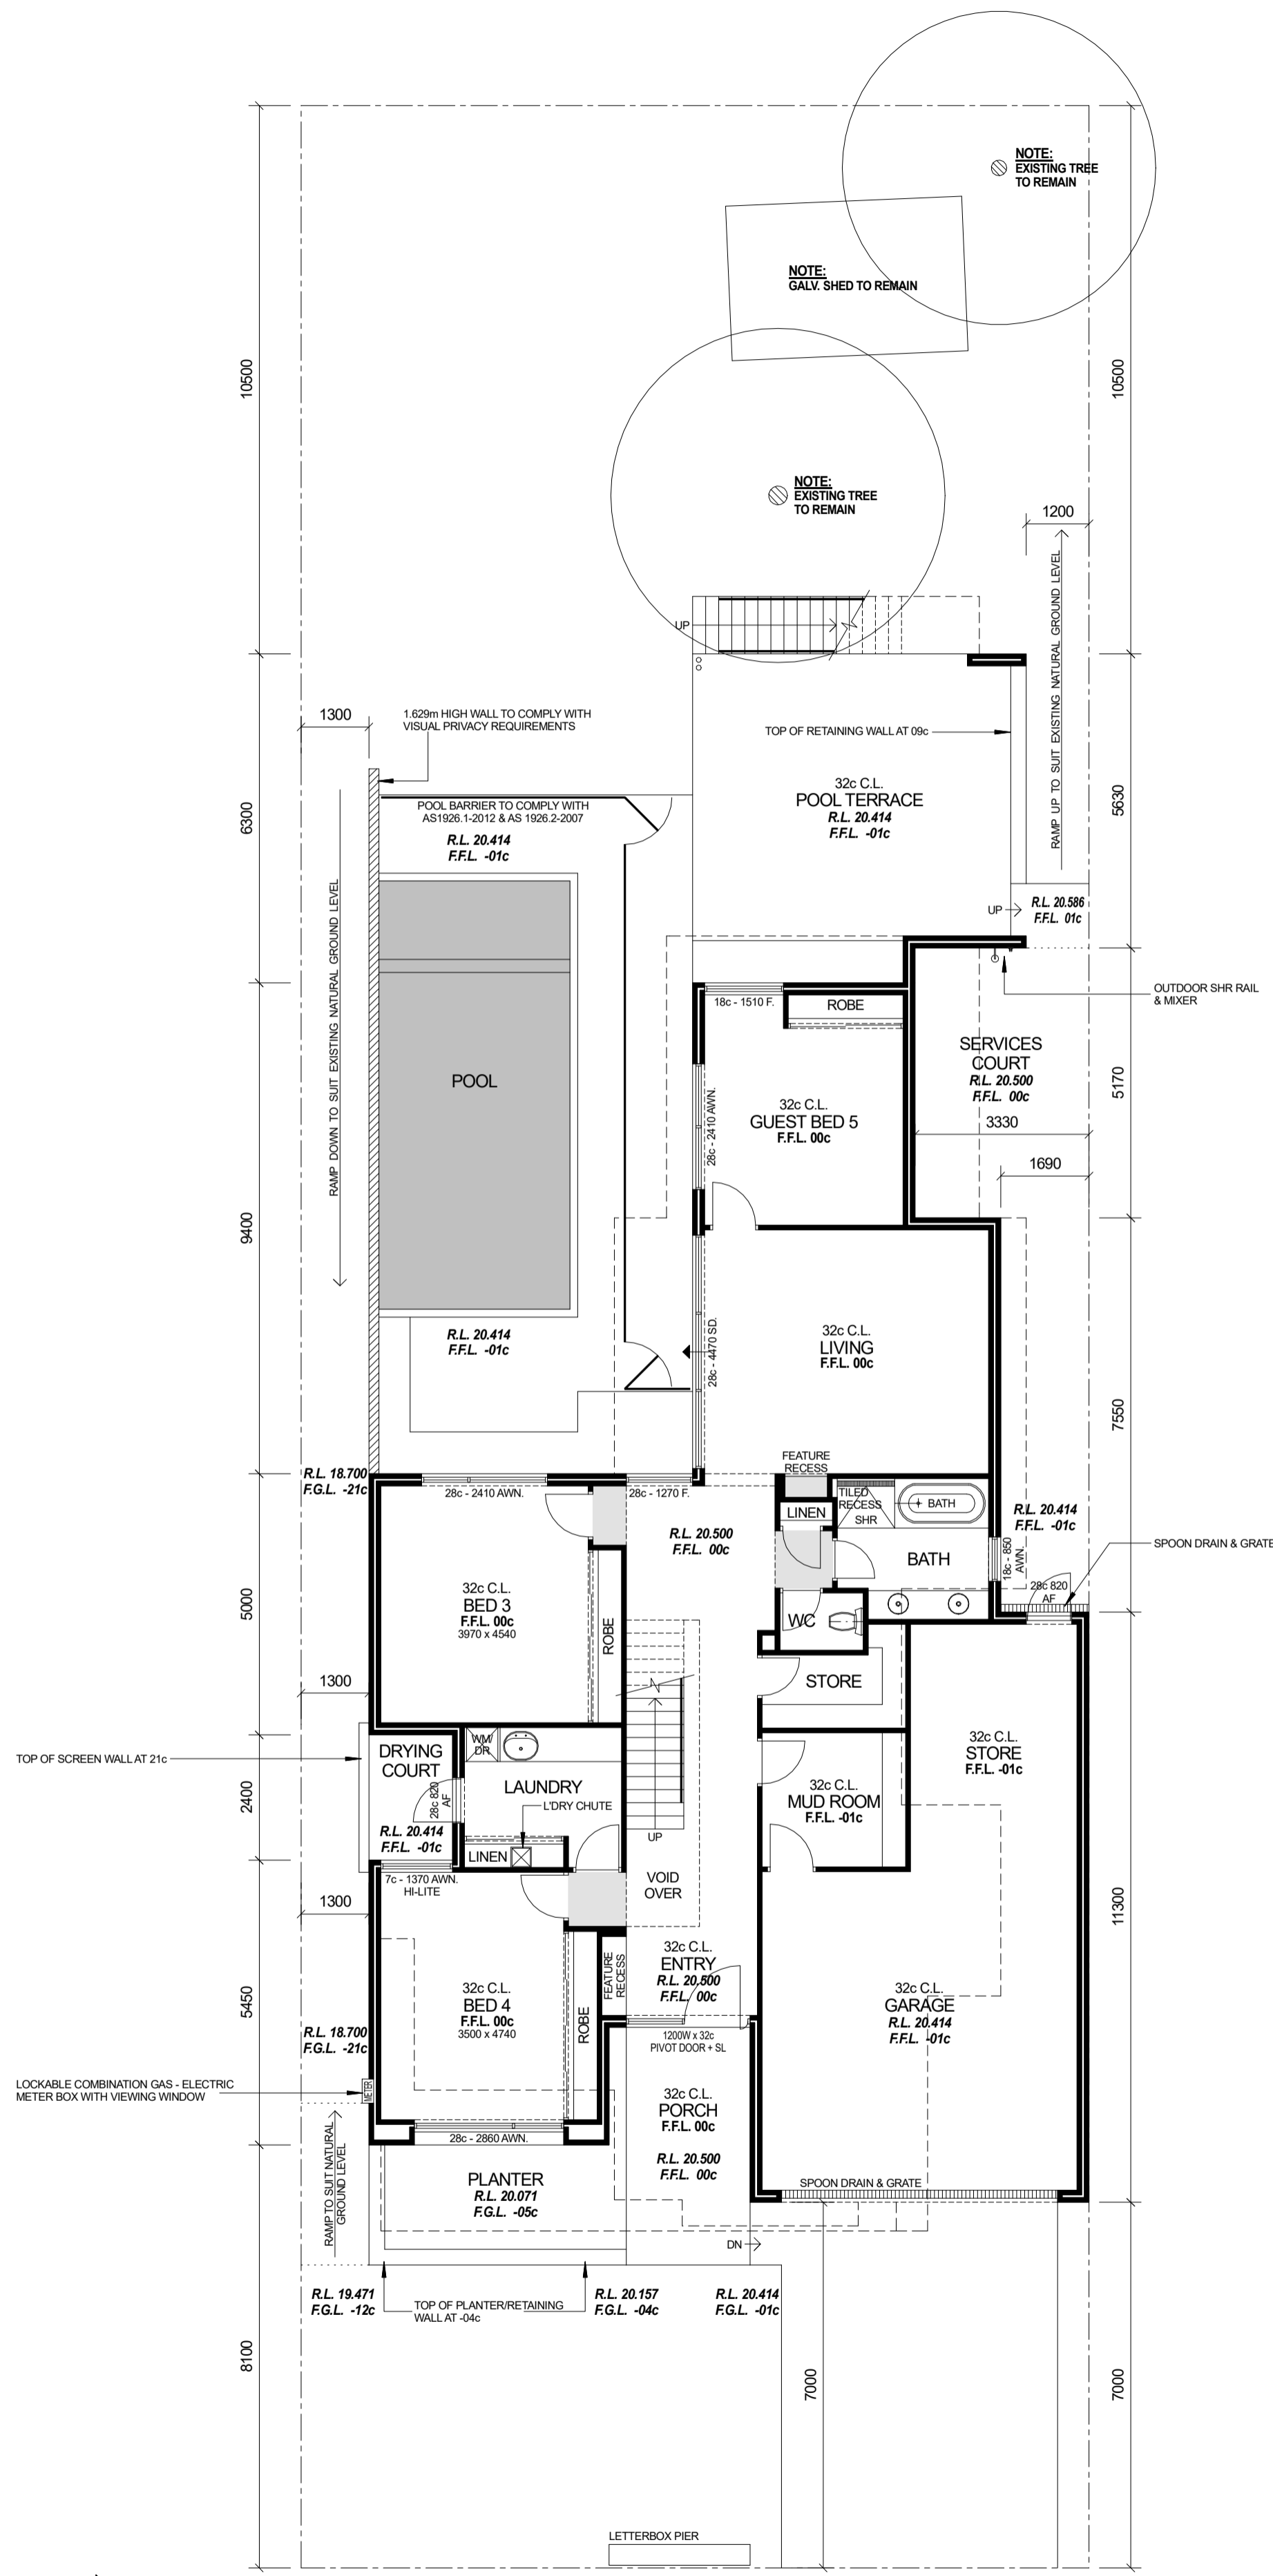 NOTE:
EXISTING TREE
TO REMAIN
NOTE:
GALV. SHED TO REMAIN
10500
10500
NOTE:
EXISTING TREE
TO REMAIN
1200
RAMP UP TO SUIT EXISTING NATURAL GROUND LEVEL
UP
1300
1.629m HIGH WALL TO COMPLY WITH
VISUAL PRIVACY REQUIREMENTS
TOP OF RETAINING WALL AT 09c
6300
5630
32c C.L.
POOL TERRACE
R.L. 20.414
F.F.L. -01c
POOL BARRIER TO COMPLY WITH
AS1926.1-2012 & AS 1926.2-2007
R.L. 20.414
F.F.L. -01c
RAMP DOWN TO SUIT EXISTING NATURAL GROUND LEVEL
UP
R.L. 20.586
F.F.L. 01c
OUTDOOR SHR RAIL
& MIXER
18c - 1510 F.
ROBE
SERVICES
COURT
R.L. 20.500
F.F.L. 00c
5170
POOL
32c C.L.
GUEST BED 5
F.F.L. 00c
28c - 2410 AWN.
3330
1690
9400
32c C.L.
LIVING
F.F.L. 00c
28c - 4470 SD.
R.L. 20.414
F.F.L. -01c
7550
FEATURE
RECESS
R.L. 18.700
F.G.L. -21c
28c - 2410 AWN.
28c - 1270 F.
LINEN
TILED
RECESS
SHR
BATH
R.L. 20.414
F.F.L. -01c
R.L. 20.500
F.F.L. 00c
BATH
18c - 850
AWN.
SPOON DRAIN & GRATE
28c 820
AF
5000
32c C.L.
BED 3
F.F.L. 00c
3970 x 4540
ROBE
WC
1300
STORE
TOP OF SCREEN WALL AT 21c
DRYING
COURT
WM/
DR
LAUNDRY
L'DRY CHUTE
28c 820
AF
32c C.L.
STORE
F.F.L. -01c
2400
32c C.L.
MUD ROOM
F.F.L. -01c
R.L. 20.414
F.F.L. -01c
UP
LINEN
7c - 1370 AWN.
HI-LITE
VOID
OVER
1300
11300
5450
32c C.L.
BED 4
F.F.L. 00c
3500 x 4740
ROBE
FEATURE
RECESS
32c C.L.
ENTRY
R.L. 20.500
F.F.L. 00c
32c C.L.
GARAGE
R.L. 20.414
F.F.L. -01c
R.L. 18.700
F.G.L. -21c
1200W x 32c
PIVOT DOOR + SL
LOCKABLE COMBINATION GAS - ELECTRIC
METER BOX WITH VIEWING WINDOW
METER
32c C.L.
PORCH
F.F.L. 00c
R.L. 20.500
F.F.L. 00c
28c - 2860 AWN.
RAMP TO SUIT NATURAL
GROUND LEVEL
PLANTER
R.L. 20.071
F.G.L. -05c
SPOON DRAIN & GRATE
DN
R.L. 19.471
F.G.L. -12c
TOP OF PLANTER/RETAINING
WALL AT -04c
R.L. 20.157
F.G.L. -04c
R.L. 20.414
F.G.L. -01c
8100
7000
7000
LETTERBOX PIER